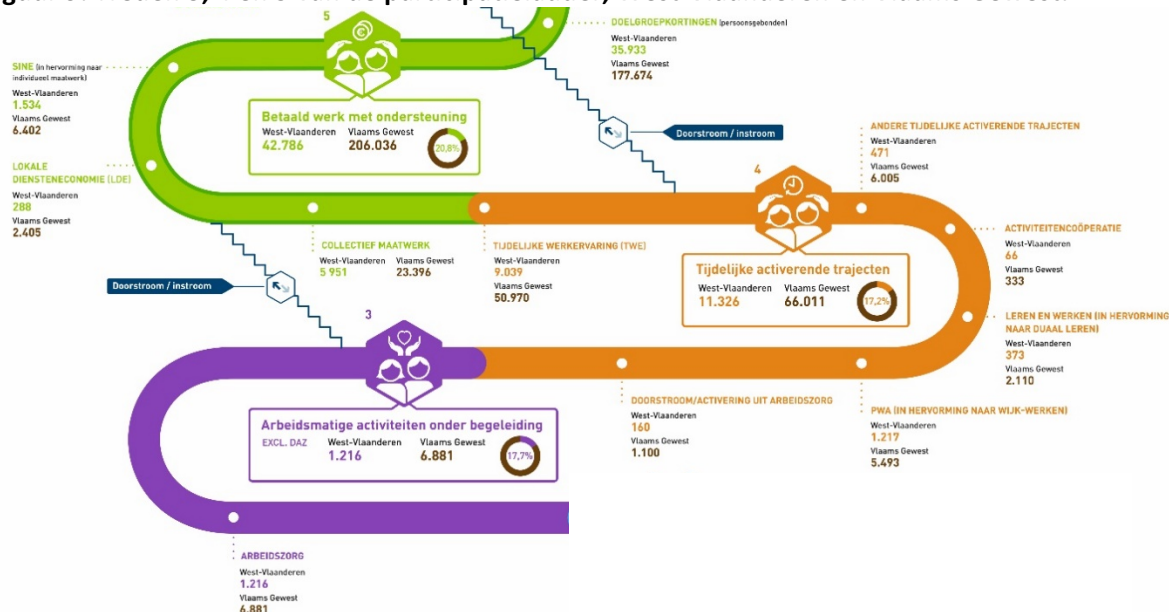 5
DOELGROEPKORTINGEN (persoonsgebonden)
West-Vlaanderen
35.933
Vlaams Gewest
177.674
SINE (in hervorming naar
individueel maatwerk)
West-Vlaanderen
1.534
Vlaams Gewest
6.402
Betaald werk met ondersteuning
West-Vlaanderen Vlaams Gewest
42.786 206.036
20,8%
Doorstroom / instroom
ANDERE TIJDELIJKE ACTIVERENDE TRAJECTEN
West-Vlaanderen
471
Vlaams Gewest
6.005
LOKALE
DIENSTENECONOMIE (LDE)
West-Vlaanderen
288
Vlaams Gewest
2.405
4
COLLECTIEF MAATWERK
West-Vlaanderen Vlaams Gewest
5 951 23.396
TIJDELIJKE WERKERVARING (TWE)
West-Vlaanderen
9.039
Vlaams Gewest
50.970
Tijdelijke activerende trajecten
West-Vlaanderen Vlaams Gewest
11.326 66.011
17,2%
ACTIVITEITENCOÖPERATIE
West-Vlaanderen
66
Vlaams Gewest
333
Doorstroom / instroom
3
LEREN EN WERKEN (IN HERVORMING
NAAR DUAAL LEREN)
West-Vlaanderen
373
Vlaams Gewest
2.110
Arbeidsmatige activiteiten onder begeleiding
EXCL. DAZ West-Vlaanderen Vlaams Gewest
1.216 6.881
17,7%
DOORSTROOM/ACTIVERING UIT ARBEIDSZORG
West-Vlaanderen
160
Vlaams Gewest
1.100
PWA (IN HERVORMING NAAR WIJK-WERKEN)
West-Vlaanderen
1.217
Vlaams Gewest
5.493
ARBEIDSZORG
West-Vlaanderen
1.216
Vlaams Gewest
6.881